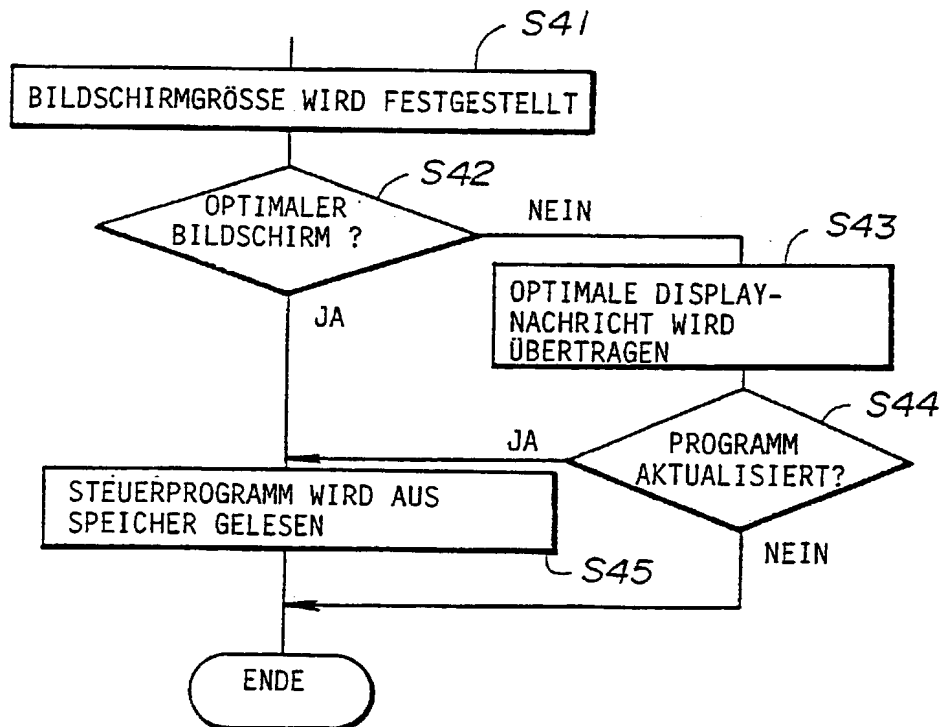 S41
BILDSCHIRMGRÖSSE WIRD FESTGESTELLT
S42
OPTIMALER
BILDSCHIRM ?
NEIN
JA
S43
OPTIMALE DISPLAY-
NACHRICHT WIRD
ÜBERTRAGEN
S44
PROGRAMM
AKTUALISIERT?
JA
NEIN
STEUERPROGRAMM WIRD AUS
SPEICHER GELESEN
S45
ENDE